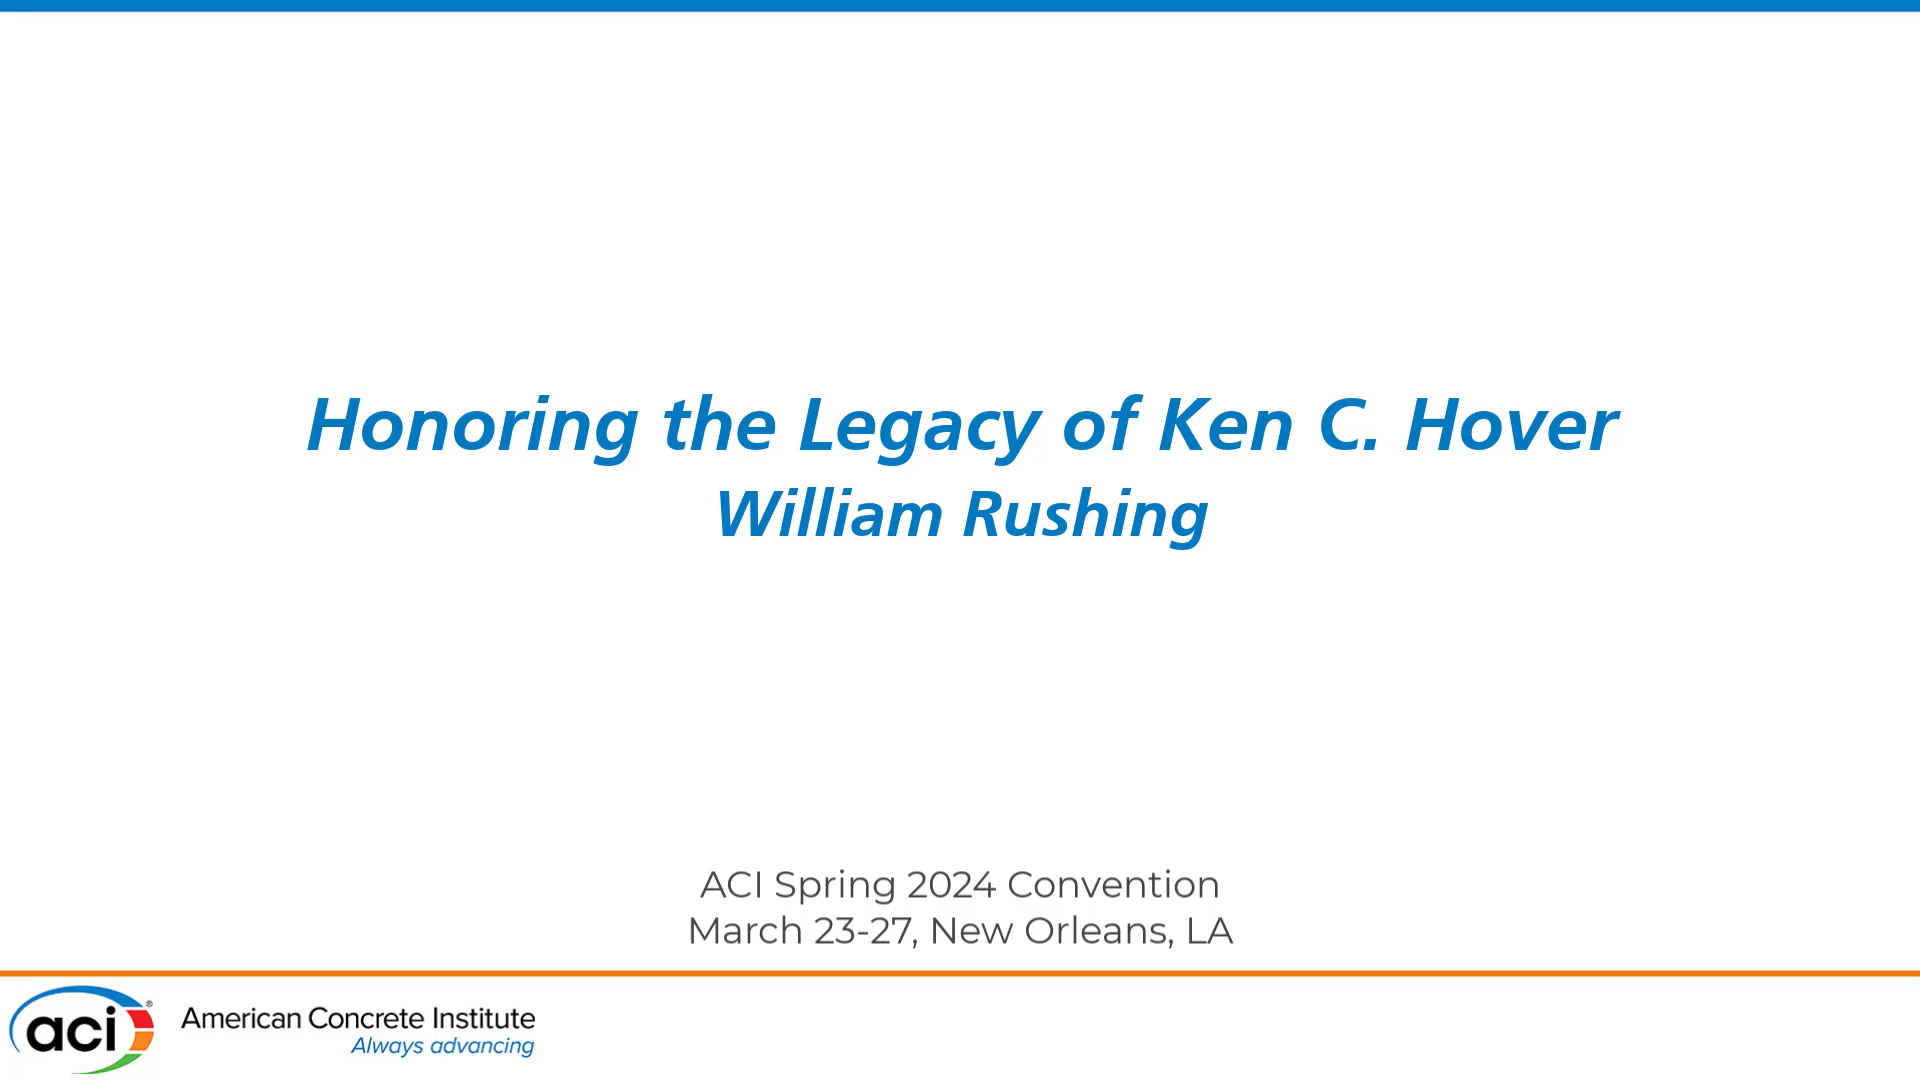 Honoring the Legacy of Ken C. Hover
William Rushing
ACI Spring 2024 Convention
March 23-27, New Orleans, LA
aci®
American Concrete Institute
Always advancing